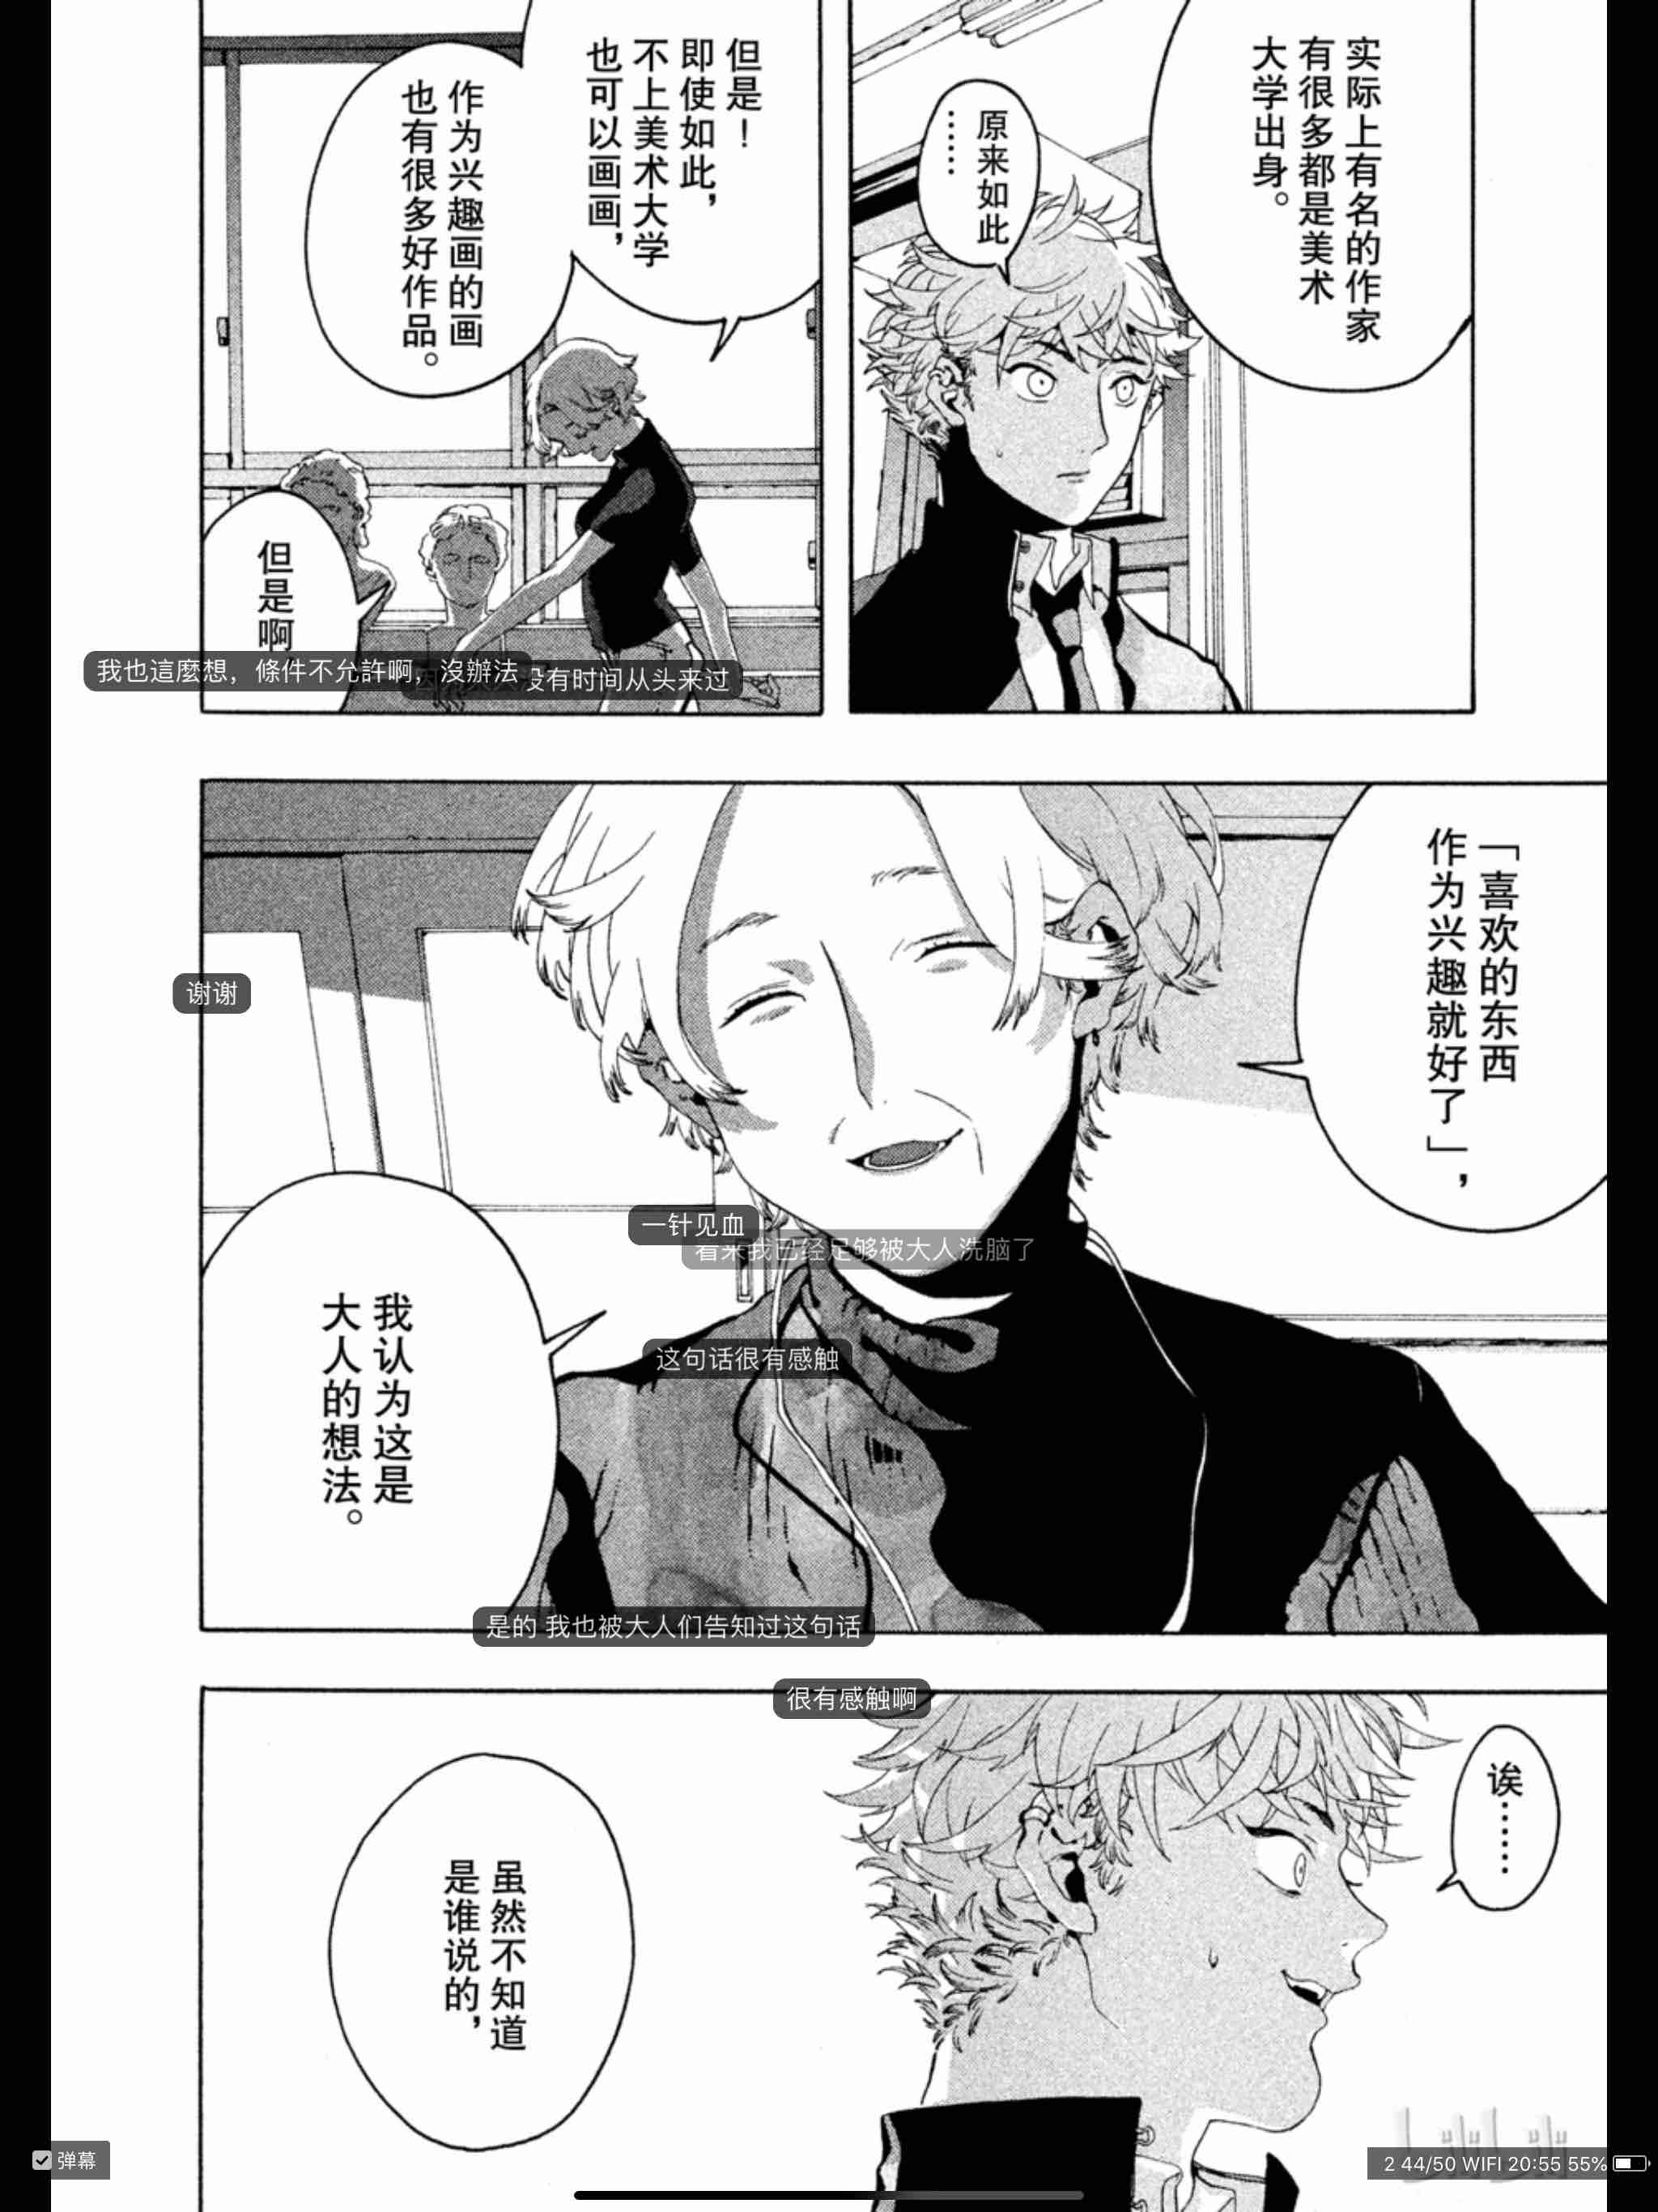 实际上有名的作家
有很多都是美术
大学出身。
原来如此
……
但是！
即使如此，
不上美术大学
也可以画画，
作为兴趣画的画
也有很多好作品。
但是啊
我也這麼想，條件不允許啊，沒辦法
没有时间从头来过
「喜欢的东西
作为兴趣就好了」，
谢谢
一针见血
看来我已经足够被大人洗脑了
我认为这是
大人的想法。
这句话很有感触
是的 我也被大人们告知过这句话
很有感触啊
诶……
虽然不知道
是谁说的，
弹幕
2 44/50 WIFI 20:55 55%